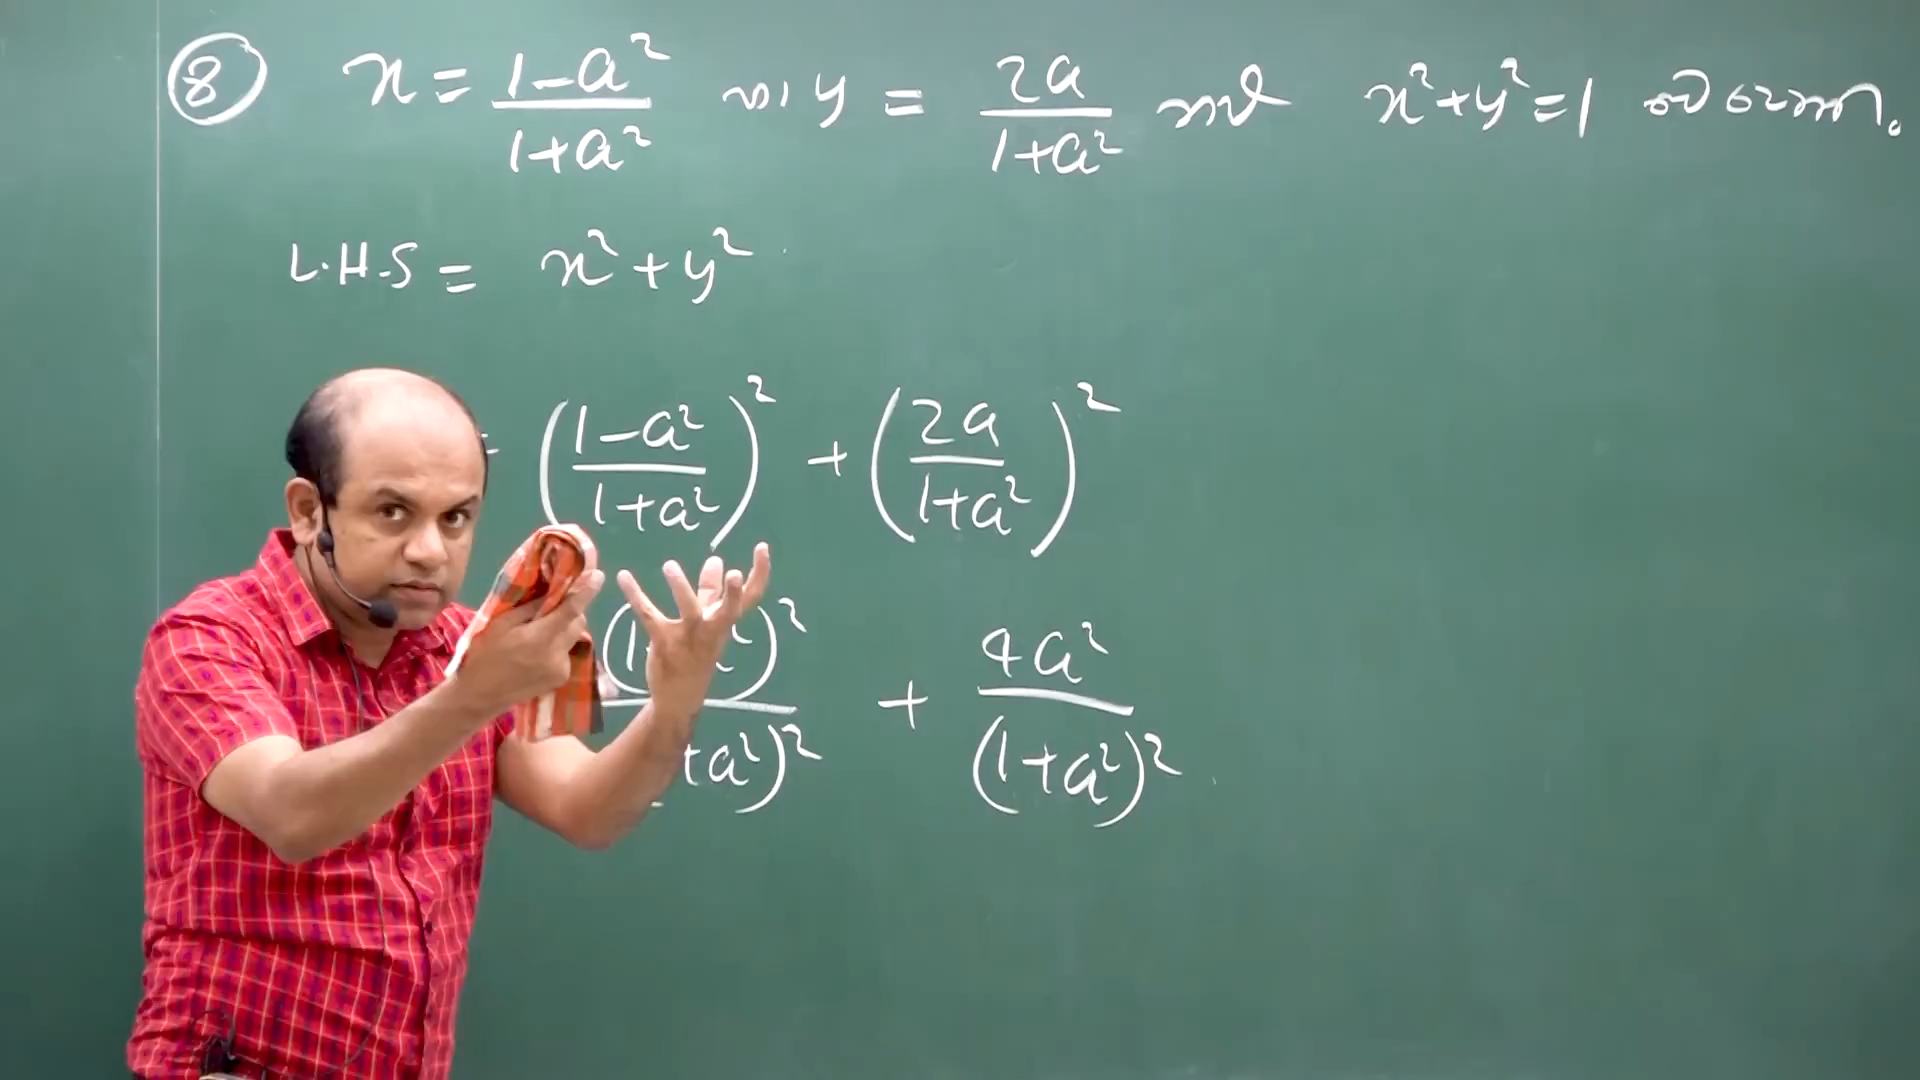 8 x = (1-a²)/(1+a²) හා y = 2a/(1+a²) නම් x²+y²=1
L.H.S = x²+y²
= ((1-a²)/(1+a²))² + (2a/(1+a²))²
+ 4a²/(1+a²)²